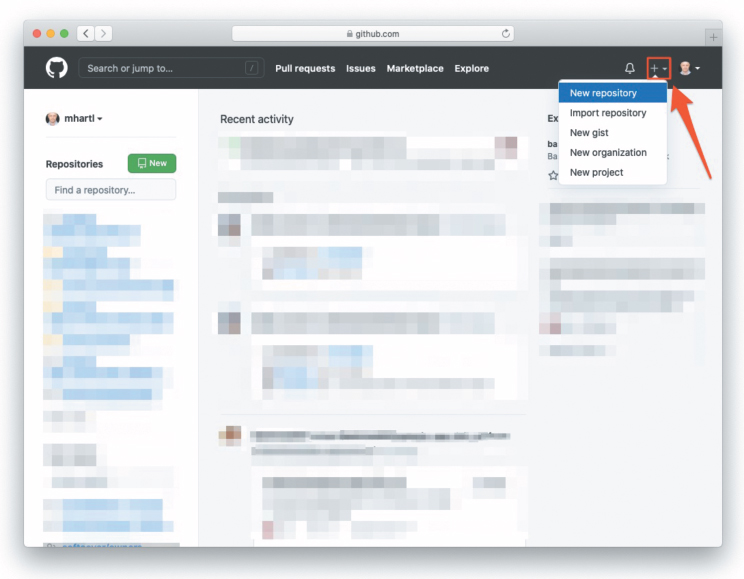 github.com
Search or jump to... / Pull requests Issues Marketplace Explore
New repository
Import repository
New gist
New organization
New project
mhartl
Recent activity
Ex
Repositories New
ba
Ba
Find a repository...